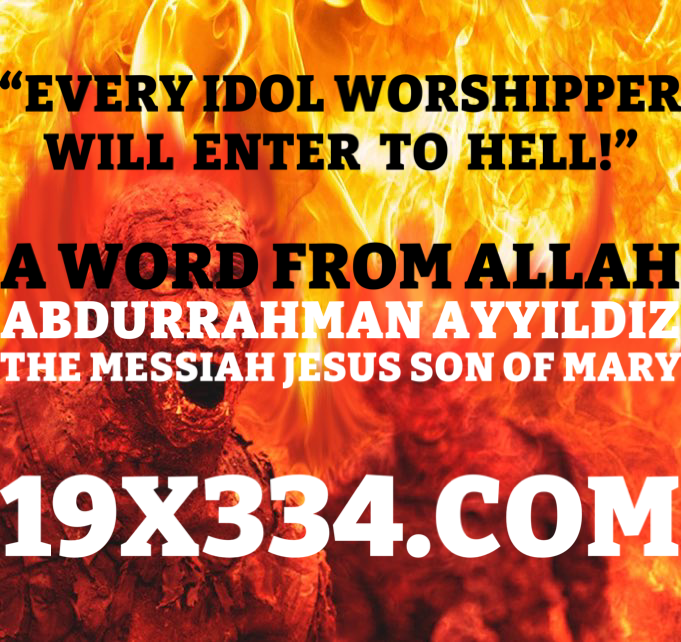 “EVERY IDOL WORSHIPPER
WILL ENTER TO HELL!”
A WORD FROM ALLAH
ABDURRAHMAN AYYILDIZ
THE MESSIAH JESUS SON OF MARY
19X334.COM